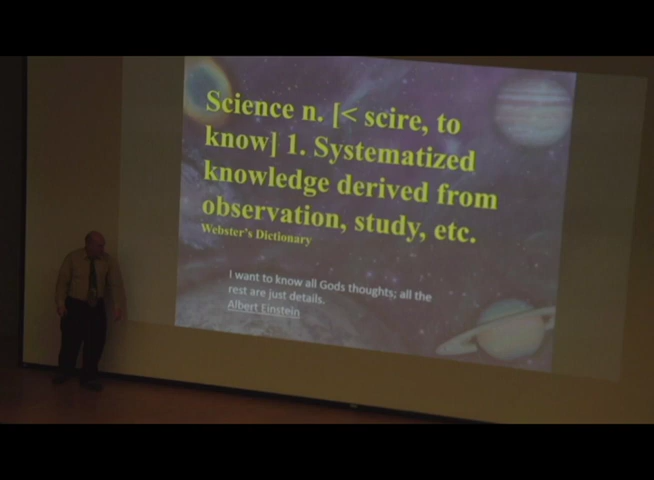 Science n. [< scire, to
know] 1. Systematized
knowledge derived from
observation, study, etc.
Webster's Dictionary
I want to know all Gods thoughts; all the
rest are just details.
Albert Einstein